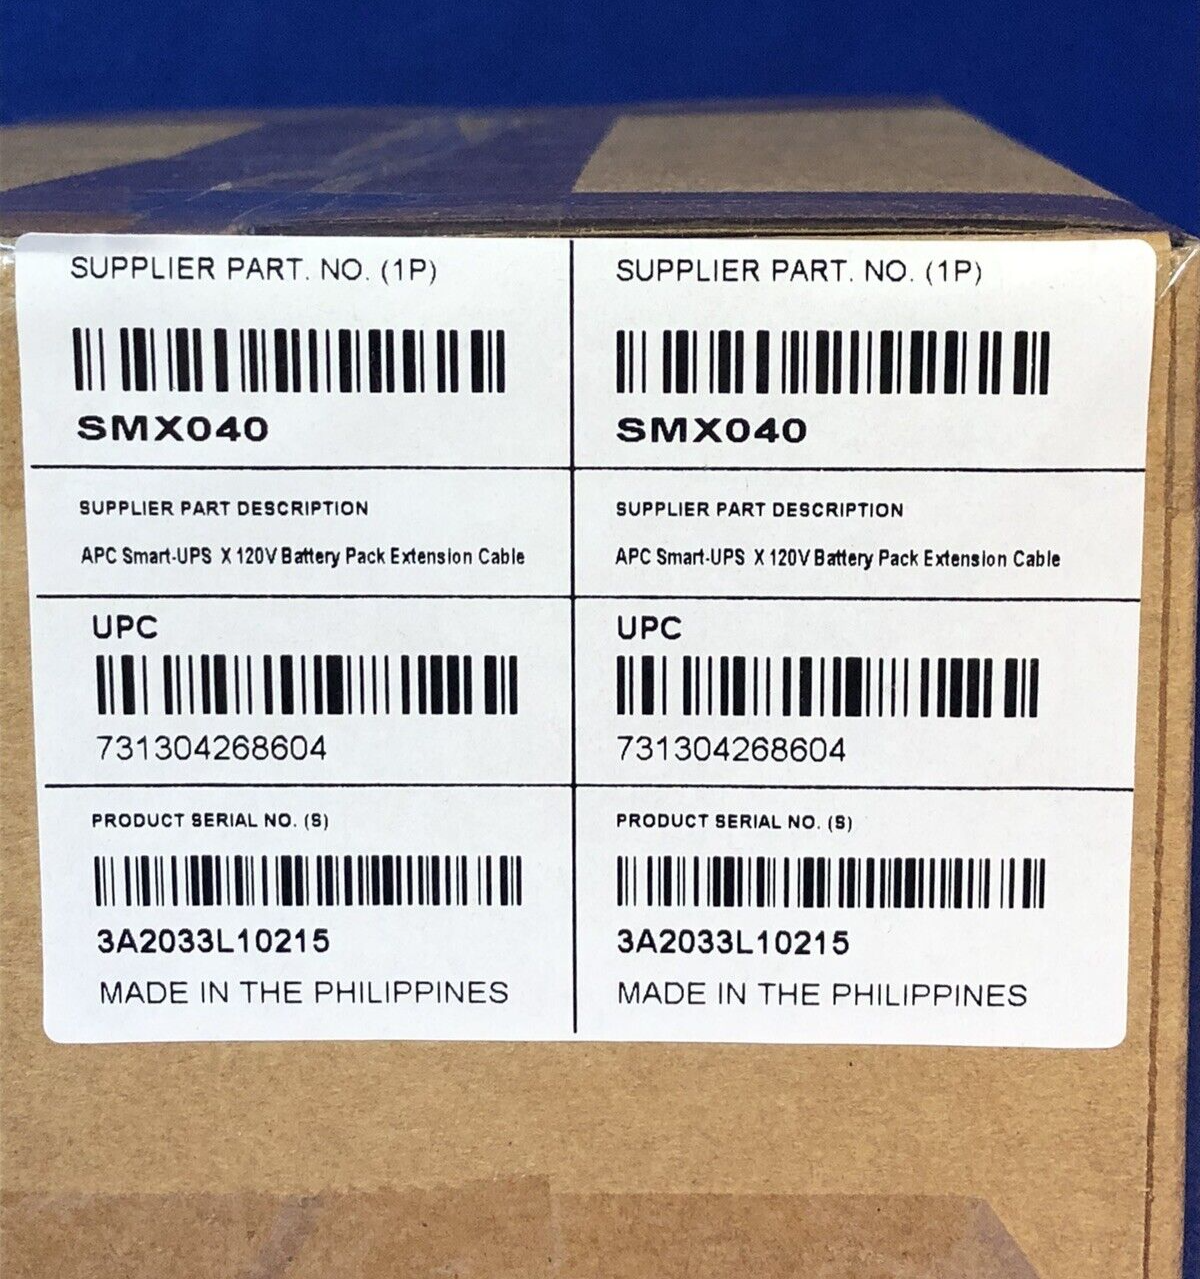 SUPPLIER PART. NO. (1P)
SMX040
SUPPLIER PART DESCRIPTION
APC Smart-UPS X 120V Battery Pack Extension Cable
UPC
731304268604
PRODUCT SERIAL NO. (S)
3A2033L10215
MADE IN THE PHILIPPINES
SUPPLIER PART. NO. (1P)
SMX040
SUPPLIER PART DESCRIPTION
APC Smart-UPS X 120V Battery Pack Extension Cable
UPC
731304268604
PRODUCT SERIAL NO. (S)
3A2033L10215
MADE IN THE PHILIPPINES